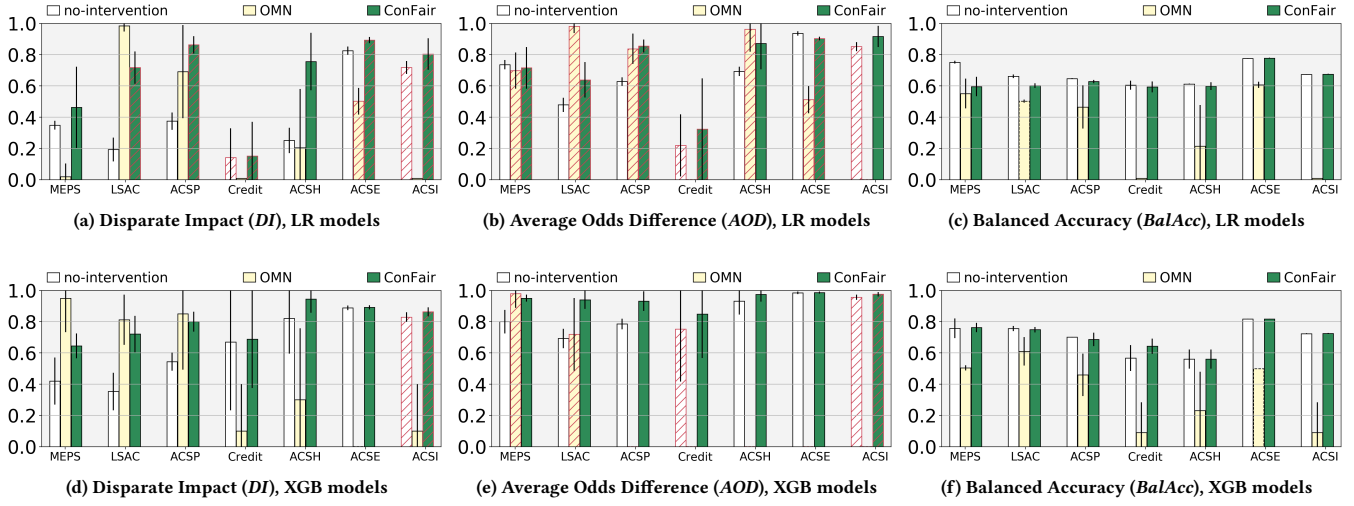 no-intervention OMN ConFair
1.0
0.8
0.6
0.4
0.2
0.0
MEPS LSAC ACSP Credit ACSH ACSE ACSI
(a) Disparate Impact (DI), LR models
no-intervention OMN ConFair
1.0
0.8
0.6
0.4
0.2
0.0
MEPS LSAC ACSP Credit ACSH ACSE ACSI
(b) Average Odds Difference (AOD), LR models
no-intervention OMN ConFair
1.0
0.8
0.6
0.4
0.2
0.0
MEPS LSAC ACSP Credit ACSH ACSE ACSI
(c) Balanced Accuracy (BalAcc), LR models
no-intervention OMN ConFair
1.0
0.8
0.6
0.4
0.2
0.0
MEPS LSAC ACSP Credit ACSH ACSE ACSI
(d) Disparate Impact (DI), XGB models
no-intervention OMN ConFair
1.0
0.8
0.6
0.4
0.2
0.0
MEPS LSAC ACSP Credit ACSH ACSE ACSI
(e) Average Odds Difference (AOD), XGB models
no-intervention OMN ConFair
1.0
0.8
0.6
0.4
0.2
0.0
MEPS LSAC ACSP Credit ACSH ACSE ACSI
(f) Balanced Accuracy (BalAcc), XGB models